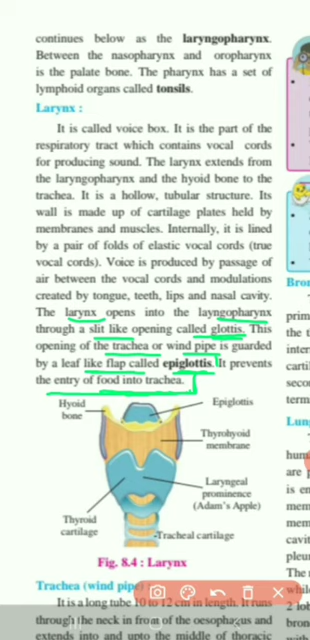 continues below as the laryngopharynx.
Between the nasopharynx and oropharynx
is the palate bone. The pharynx has a set of
lymphoid organs called tonsils.
Larynx :
It is called voice box. It is the part of the
respiratory tract which contains vocal cords
for producing sound. The larynx extends from
the laryngopharynx and the hyoid bone to the
trachea. It is a hollow, tubular structure. Its
wall is made up of cartilage plates held by
membranes and muscles. Internally, it is lined
by a pair of folds of elastic vocal cords (true
vocal cords). Voice is produced by passage of
air between the vocal cords and modulations
created by tongue, teeth, lips and nasal cavity.
The larynx opens into the layngopharynx
through a slit like opening called glottis. This
opening of the trachea or wind pipe is guarded
by a leaf like flap called epiglottis. It prevents
the entry of food into trachea.
Hyoid
bone
Epiglottis
Thyrohyoid
membrane
Laryngeal
prominence
(Adam's Apple)
Thyroid
cartilage
Tracheal cartilage
Fig. 8.4 : Larynx
Trachea (wind pipe)
It is a long tube 10 to 12 cm in length. It runs
through the neck in front of the oesophagus and
extends into and upto the middle of thoracic
Bron
prim
the t
inter
carti
seco
term
Lung
hum
are p
is en
mem
mem
cavit
pleur
The
while
2 lob
bron